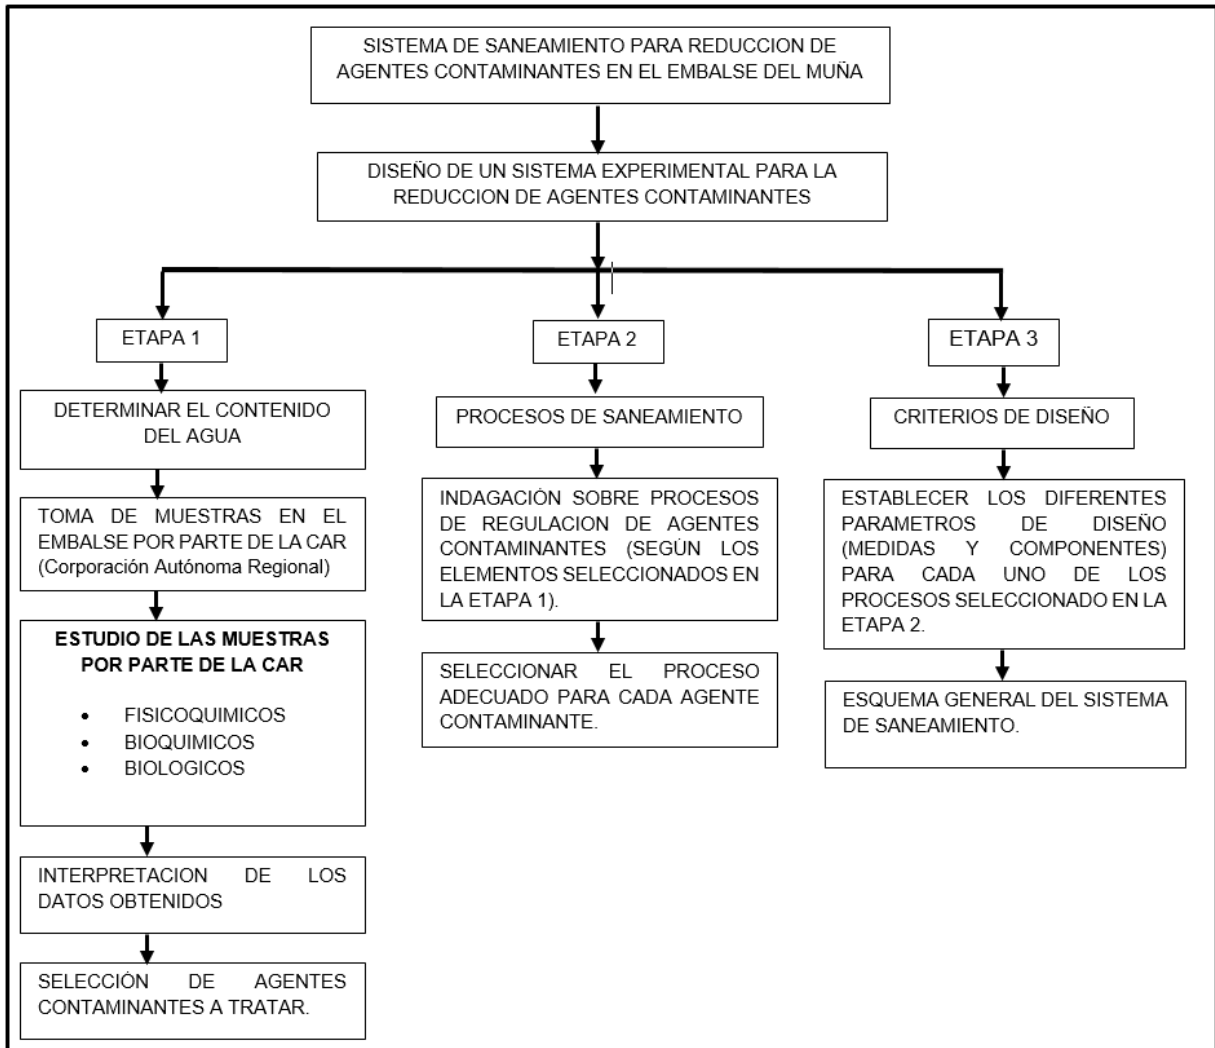 SISTEMA DE SANEAMIENTO PARA REDUCCION DE
AGENTES CONTAMINANTES EN EL EMBALSE DEL MUÑA
DISEÑO DE UN SISTEMA EXPERIMENTAL PARA LA
REDUCCION DE AGENTES CONTAMINANTES
ETAPA 1
DETERMINAR EL CONTENIDO
DEL AGUA
TOMA DE MUESTRAS EN EL
EMBALSE POR PARTE DE LA CAR
(Corporación Autónoma Regional)
ESTUDIO DE LAS MUESTRAS
POR PARTE DE LA CAR
• FISICOQUIMICOS
• BIOQUIMICOS
• BIOLOGICOS
INTERPRETACION DE LOS
DATOS OBTENIDOS
SELECCIÓN DE AGENTES
CONTAMINANTES A TRATAR.
ETAPA 2
PROCESOS DE SANEAMIENTO
INDAGACIÓN SOBRE PROCESOS
DE REGULACION DE AGENTES
CONTAMINANTES (SEGÚN LOS
ELEMENTOS SELECCIONADOS EN
LA ETAPA 1).
SELECCIONAR EL PROCESO
ADECUADO PARA CADA AGENTE
CONTAMINANTE.
ETAPA 3
CRITERIOS DE DISEÑO
ESTABLECER LOS DIFERENTES
PARAMETROS DE DISEÑO
(MEDIDAS Y COMPONENTES)
PARA CADA UNO DE LOS
PROCESOS SELECCIONADO EN LA
ETAPA 2.
ESQUEMA GENERAL DEL SISTEMA
DE SANEAMIENTO.